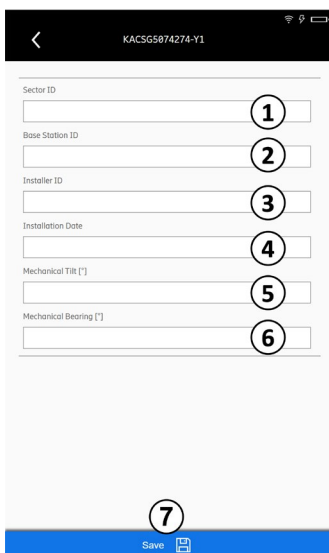 KACSG5074274-Y1
Sector ID
1
Base Station ID
2
Installer ID
3
Installation Date
4
Mechanical Tilt [°]
5
Mechanical Bearing [°]
6
7
Save